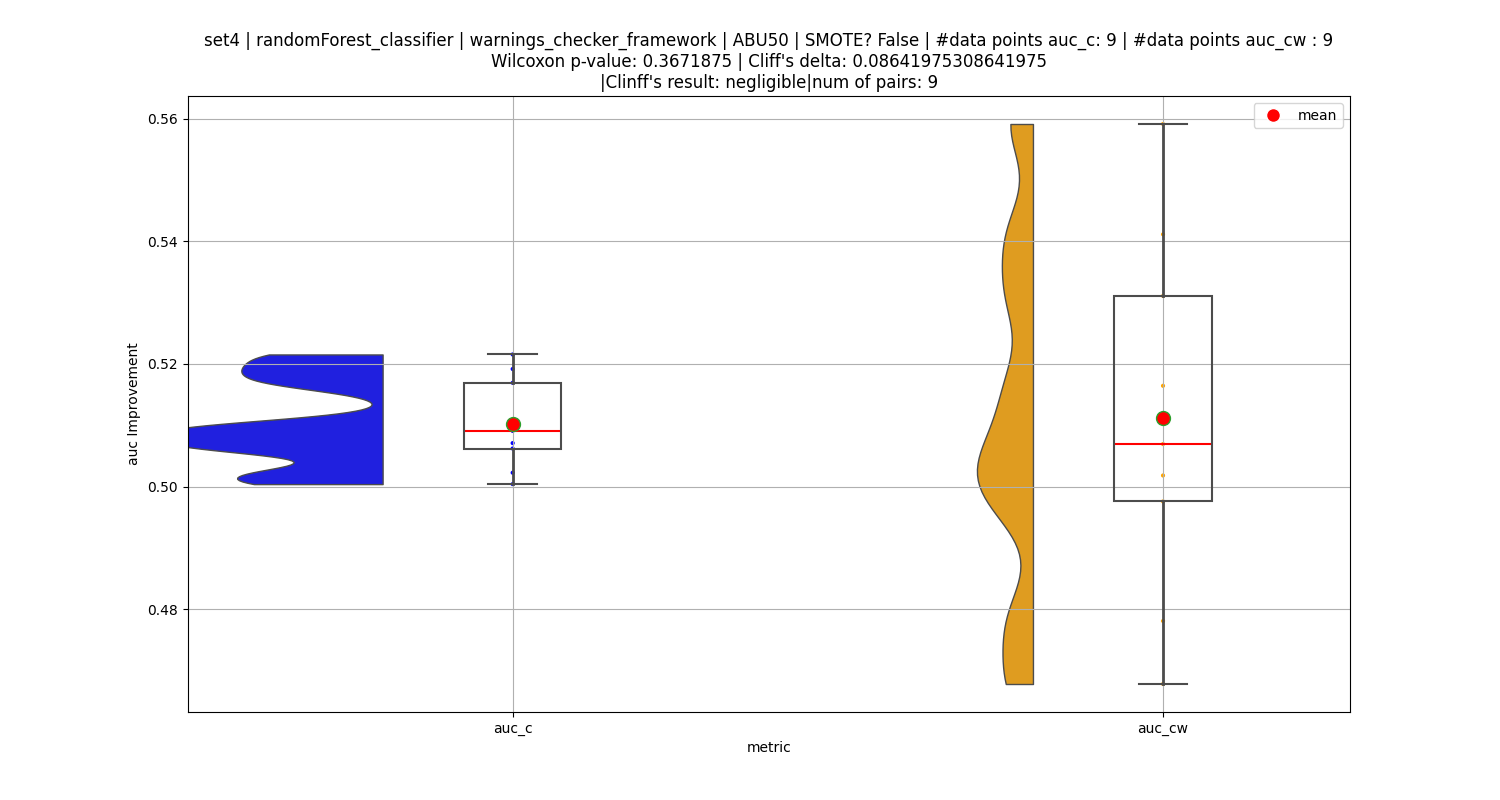 set4 | randomForest_classifier | warnings_checker_framework | ABU50 | SMOTE? False | #data points auc_c: 9 | #data points auc_cw : 9
Wilcoxon p-value: 0.3671875 | Cliff's delta: 0.08641975308641975
|Clinff's result: negligible|num of pairs: 9
mean
0.56
0.54
0.52
0.50
0.48
auc Improvement
auc_c
auc_cw
metric